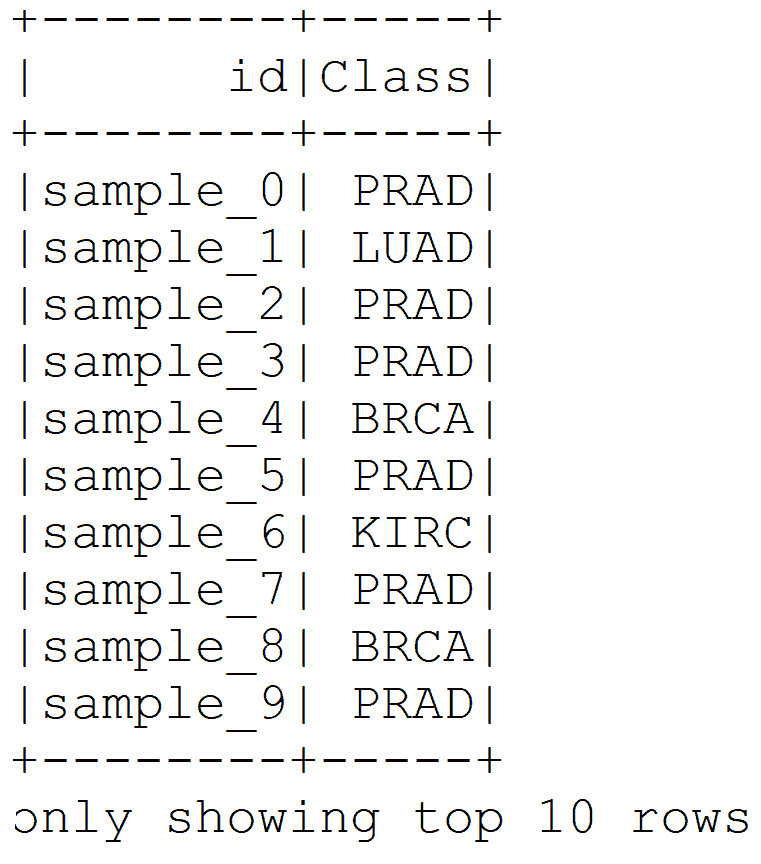 +--------+-----+
|      id|Class|
+--------+-----+
|sample_0| PRAD|
|sample_1| LUAD|
|sample_2| PRAD|
|sample_3| PRAD|
|sample_4| BRCA|
|sample_5| PRAD|
|sample_6| KIRC|
|sample_7| PRAD|
|sample_8| BRCA|
|sample_9| PRAD|
+--------+-----+
only showing top 10 rows